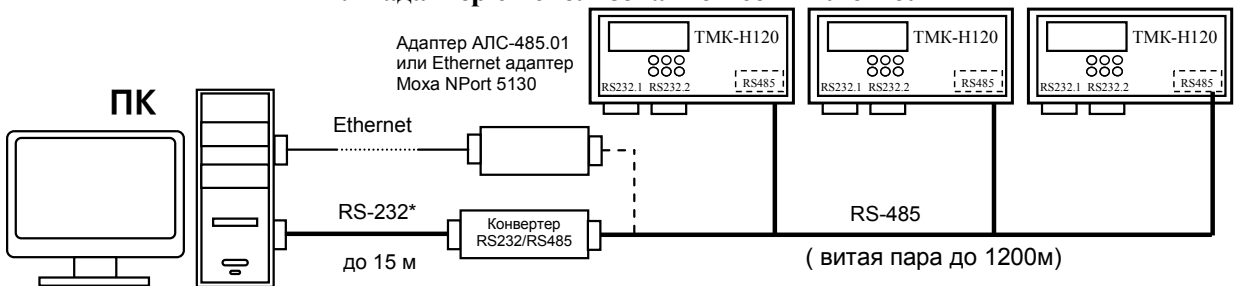 Адаптер АЛС-485.01
или Ethernet адаптер
Moxa NPort 5130
ТМК-Н120
RS232.1 RS232.2
RS485
ТМК-Н120
RS232.1 RS232.2
RS485
ТМК-Н120
RS232.1 RS232.2
RS485
ПК
Ethernet
RS-232*
до 15 м
Конвертер
RS232/RS485
RS-485
( витая пара до 1200м)